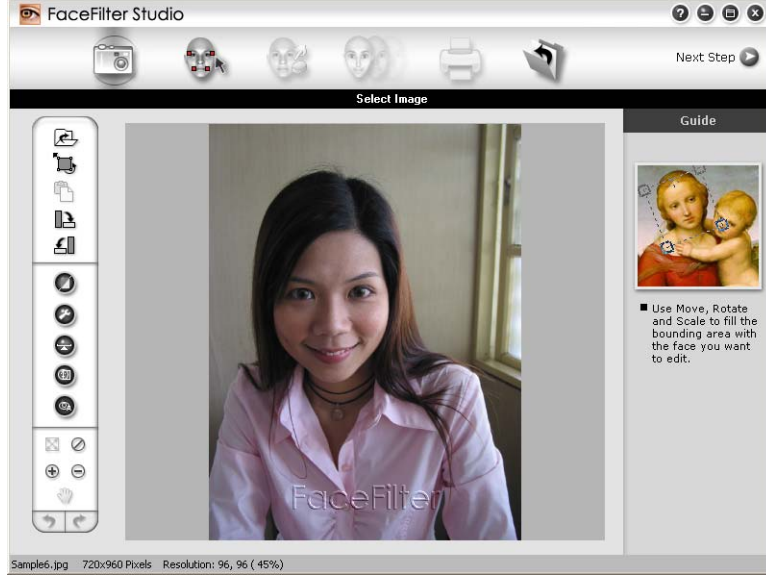 FaceFilter Studio
Next Step
Select Image
Guide
Use Move, Rotate
and Scale to fill the
bounding area with
the face you want
to edit.
FaceFilter
Sample6.jpg 720x960 Pixels Resolution: 96, 96 ( 45%)